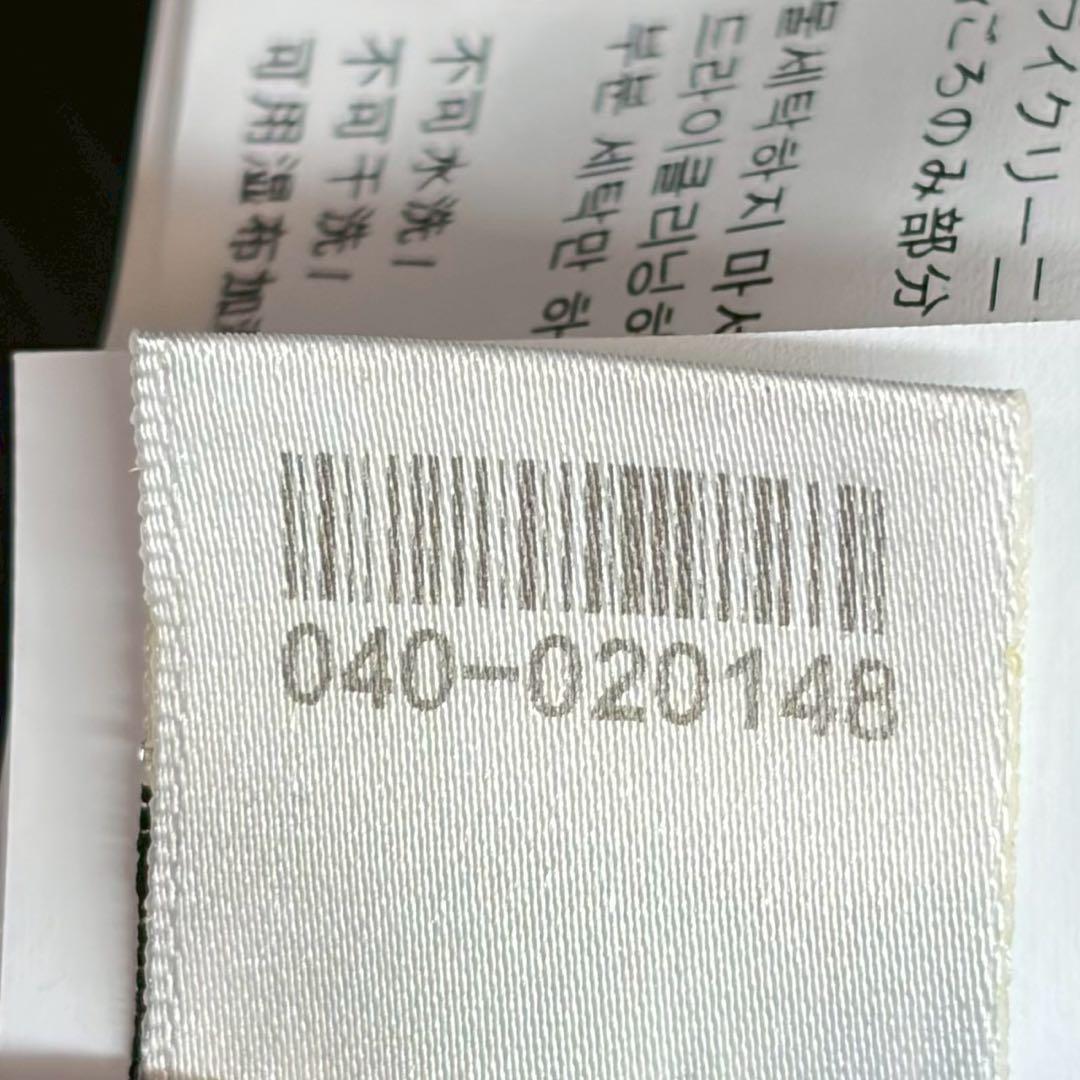 ライクリーニ
ころのみ部分
물세탁하지 마
드라이클리닝하
부분 세탁만 하
不可水洗 /
不可干洗 /
可用湿布加
040-020148